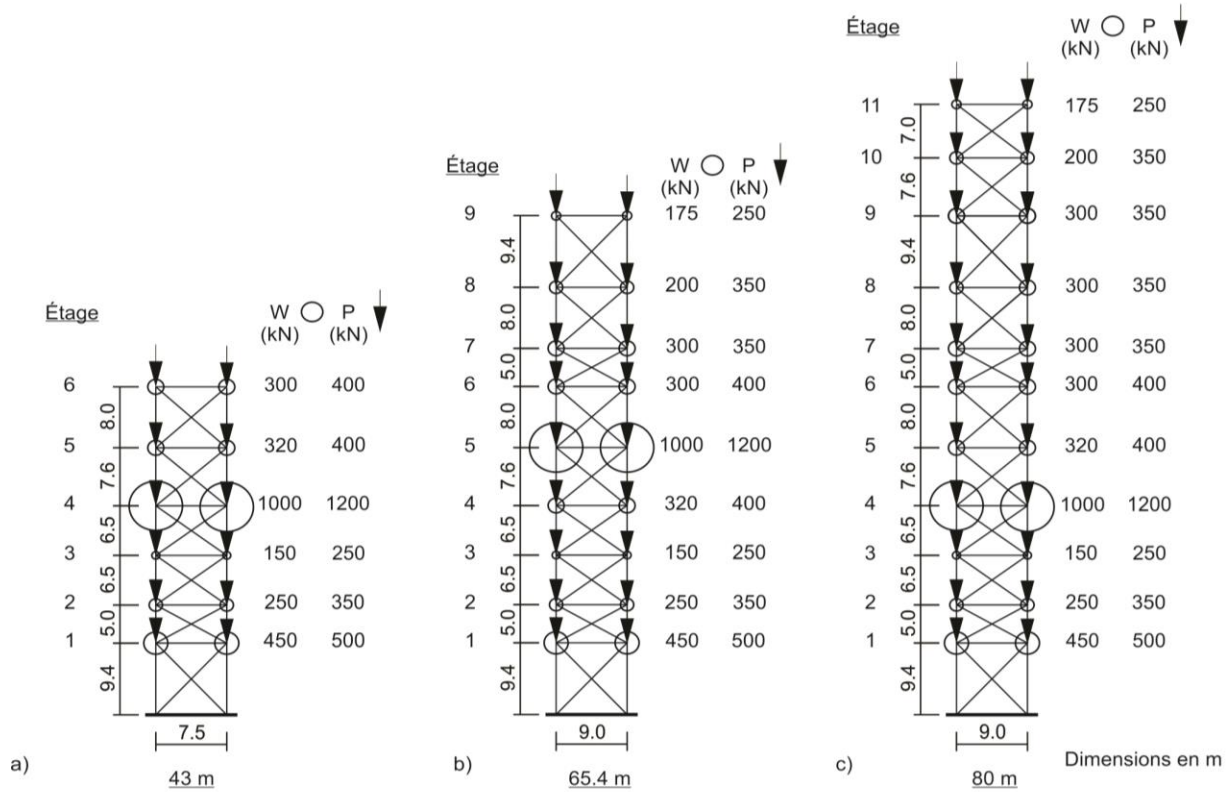 Étage W P
(kN) (kN)
6 300 400
8.0
5 320 400
7.6
4 1000 1200
6.5
3 150 250
6.5
2 250 350
5.0
1 450 500
9.4
7.5
a)
43 m
Étage W P
(kN) (kN)
9 175 250
9.4
8 200 350
8.0
7 300 350
5.0
6 300 400
8.0
5 1000 1200
7.6
4 320 400
6.5
3 150 250
6.5
2 250 350
5.0
1 450 500
9.4
9.0
b)
65.4 m
Étage W P
(kN) (kN)
11 175 250
7.0
10 200 350
7.6
9 300 350
9.4
8 300 350
8.0
7 300 350
5.0
6 300 400
8.0
5 320 400
7.6
4 1000 1200
6.5
3 150 250
6.5
2 250 350
5.0
1 450 500
9.4
9.0
c)
80 m
Dimensions en m